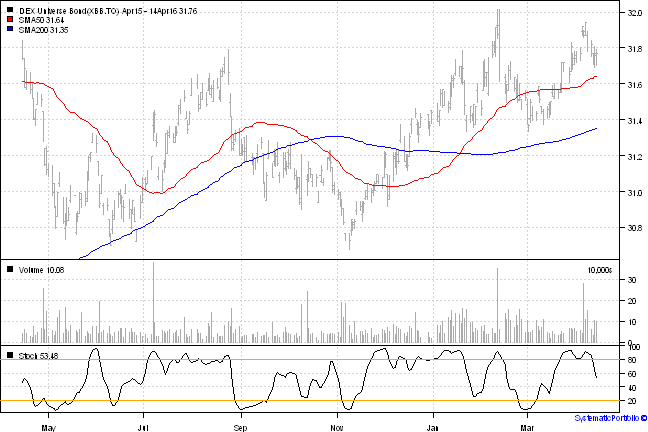 DEX Universe Bond(XBB.TO) Apr15 - 14Apr16 31.76
SMA50 31.64
SMA200 31.35
32.0
31.8
31.6
31.4
31.2
31.0
30.8
Volume 10.08
10,000s
30
20
10
0
Stoch 53.48
100
80
60
40
20
May
Jul
Sep
Nov
Jan
Mar
SystematicPortfolio ©